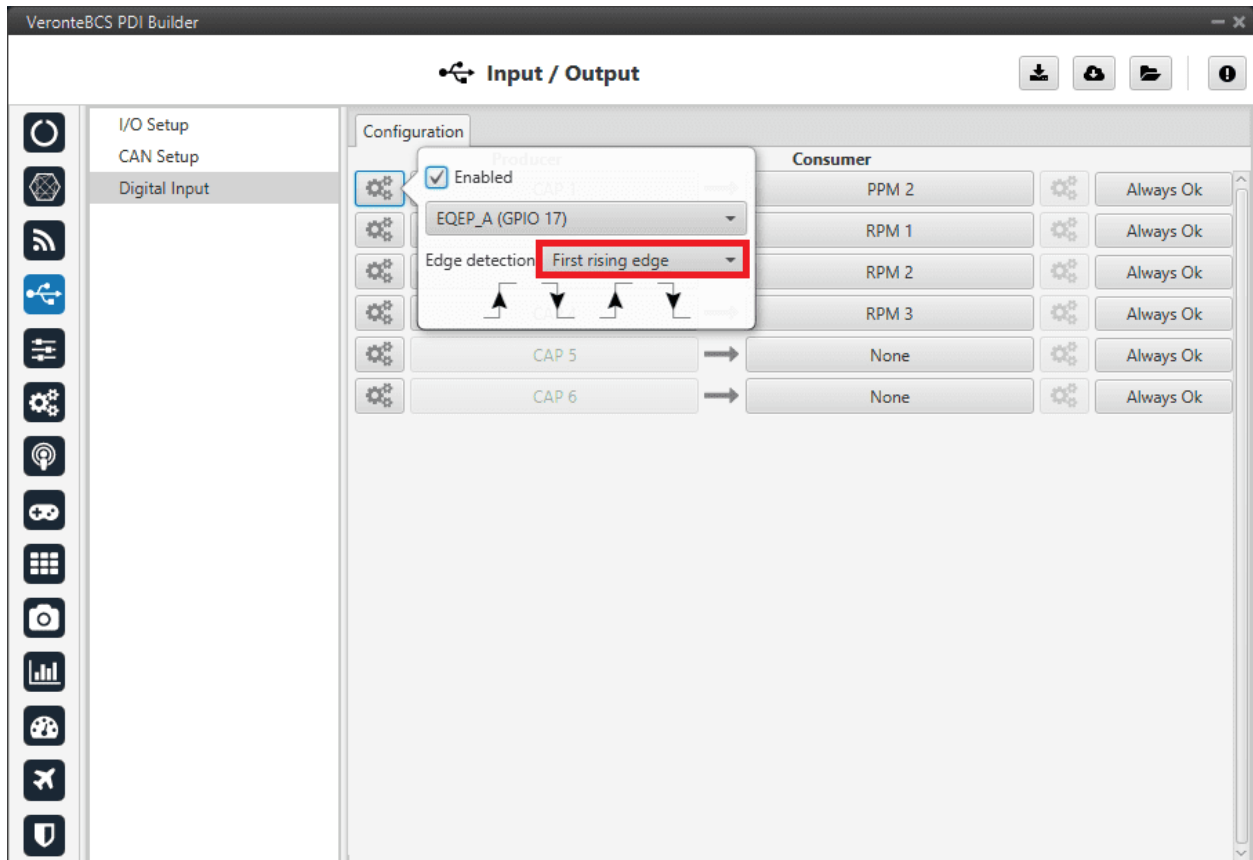 VeronteBCS PDI Builder
Input / Output
I/O Setup
CAN Setup
Digital Input
Configuration
Producer Consumer
Enabled
CAP 1 PPM 2 Always Ok
EQEP_A (GPIO 17)
RPM 1 Always Ok
Edge detection First rising edge
RPM 2 Always Ok
RPM 3 Always Ok
CAP 5 None Always Ok
CAP 6 None Always Ok